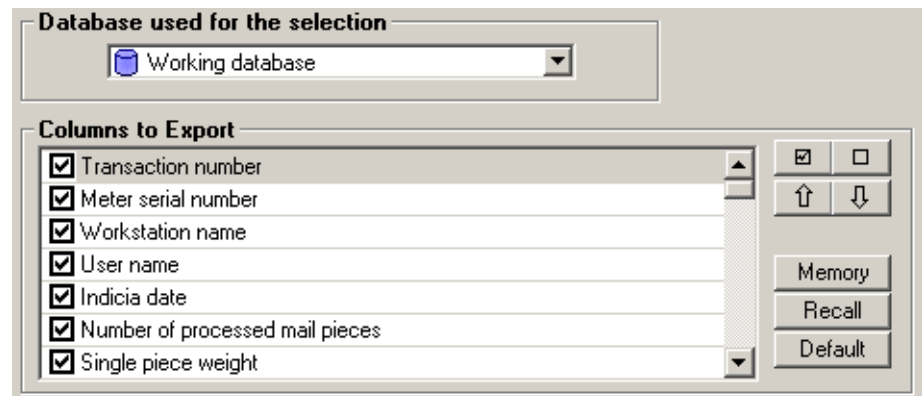 Database used for the selection
Working database
Columns to Export
Transaction number
Meter serial number
Workstation name
User name
Indicia date
Number of processed mail pieces
Single piece weight
Memory
Recall
Default